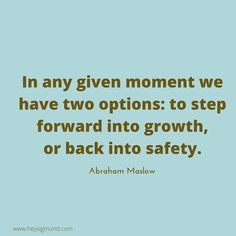 In any given moment we
have two options: to step
forward into growth,
or back into safety.
Abraham Maslow
www.heysigmund.com